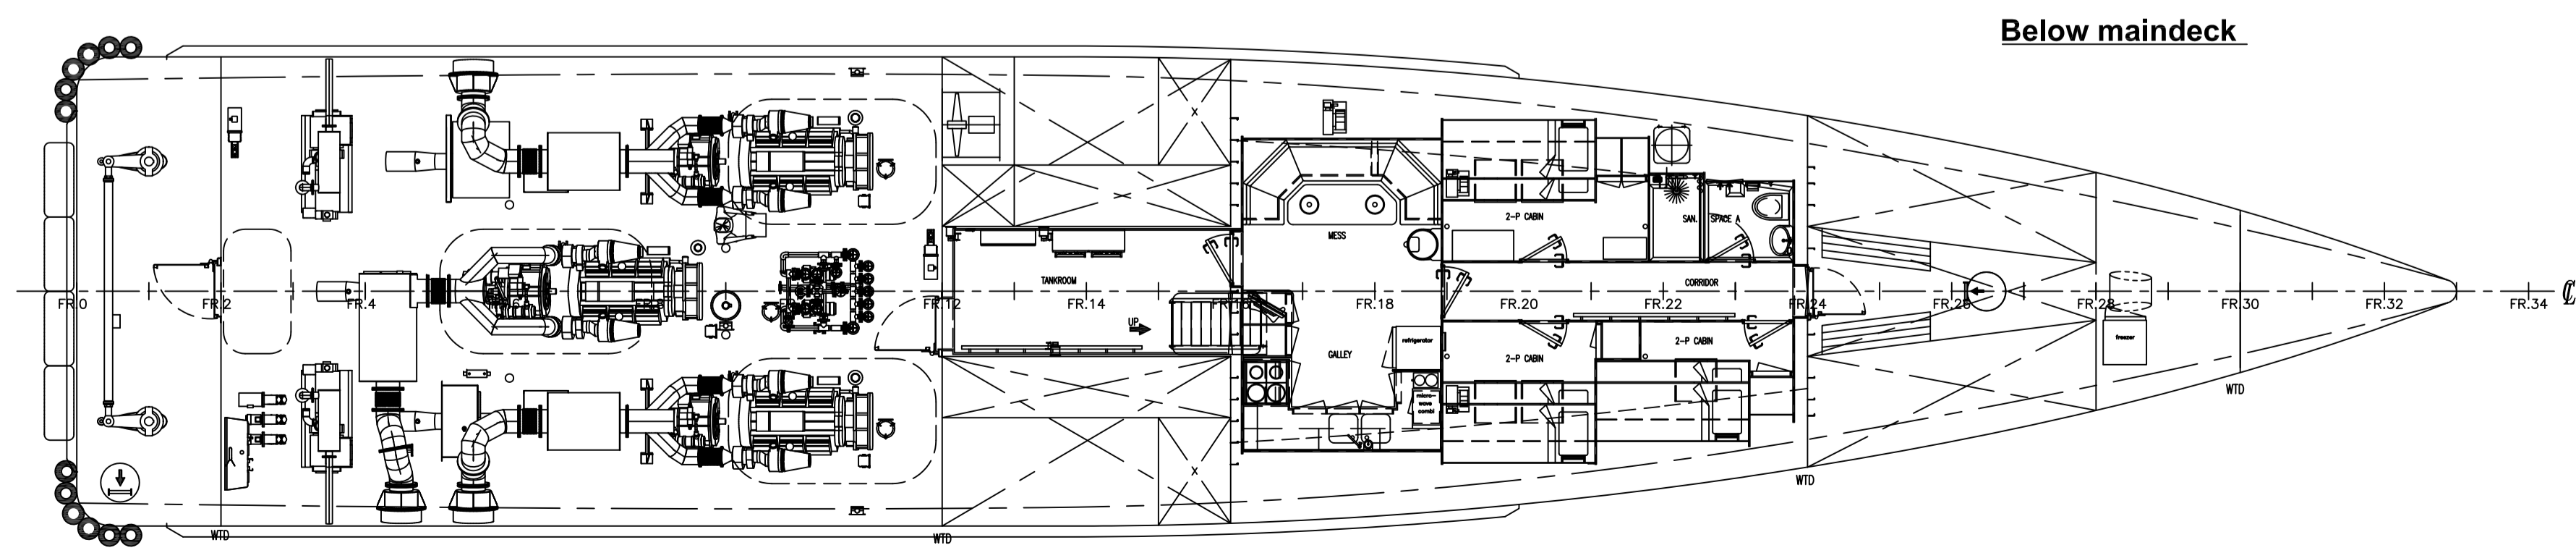 Below maindeck
2-P CABIN
SAN. SPACE A
MESS
TANKROOM
CORRIDOR
FR.0
FR.2
FR.4
FR.12
FR.14
FR.18
FR.20
FR.22
FR.24
FR.26
FR.28
FR.30
FR.32
FR.34
UP
GALLEY
refrigerator
2-P CABIN
2-P CABIN
freezer
micro-
wave
combi
WTD
WTD
WTD
WTD